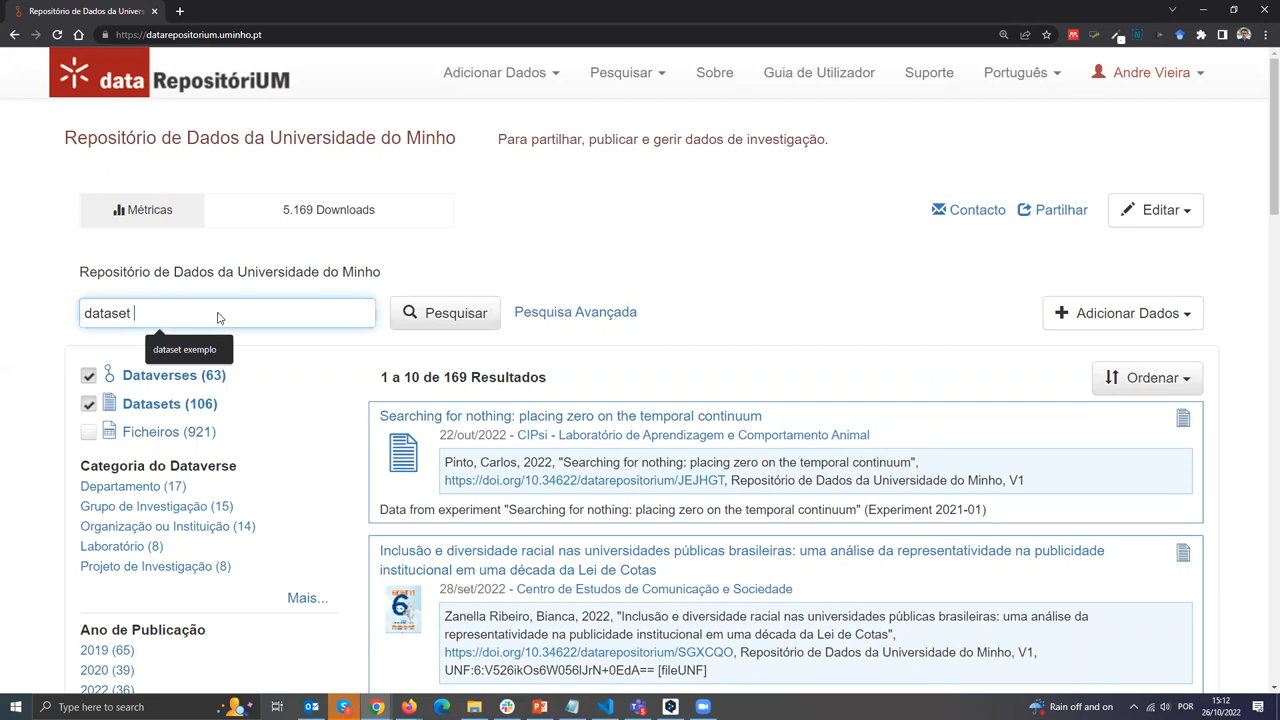 Repositório de Dados da Univers
https://datarepositorium.uminho.pt
data RepositóriUM
Adicionar Dados
Pesquisar
Sobre
Guia de Utilizador
Suporte
Português
Andre Vieira
Repositório de Dados da Universidade do Minho
Para partilhar, publicar e gerir dados de investigação.
Métricas
5.169 Downloads
Contacto
Partilhar
Editar
Repositório de Dados da Universidade do Minho
dataset
Pesquisar
Pesquisa Avançada
Adicionar Dados
dataset exemplo
Dataverses (63)
Datasets (106)
Ficheiros (921)
Categoria do Dataverse
Departamento (17)
Grupo de Investigação (15)
Organização ou Instituição (14)
Laboratório (8)
Projeto de Investigação (8)
Mais...
Ano de Publicação
2019 (65)
2020 (39)
2022 (36)
1 a 10 de 169 Resultados
Ordenar
Searching for nothing: placing zero on the temporal continuum
22/out/2022 - CIPsi - Laboratório de Aprendizagem e Comportamento Animal
Pinto, Carlos, 2022, "Searching for nothing: placing zero on the temporal continuum",
https://doi.org/10.34622/datarepositorium/JEJHGT, Repositório de Dados da Universidade do Minho, V1
Data from experiment "Searching for nothing: placing zero on the temporal continuum" (Experiment 2021-01)
Inclusão e diversidade racial nas universidades públicas brasileiras: uma análise da representatividade na publicidade
institucional em uma década da Lei de Cotas
28/set/2022 - Centro de Estudos de Comunicação e Sociedade
Zanella Ribeiro, Bianca, 2022, "Inclusão e diversidade racial nas universidades públicas brasileiras: uma análise da
representatividade na publicidade institucional em uma década da Lei de Cotas",
https://doi.org/10.34622/datarepositorium/SGXCQO, Repositório de Dados da Universidade do Minho, V1,
UNF:6:V526ikOs6W056lJrN+0EdA== [fileUNF]
Type here to search
Rain off and on
POR
15:12
26/10/2022